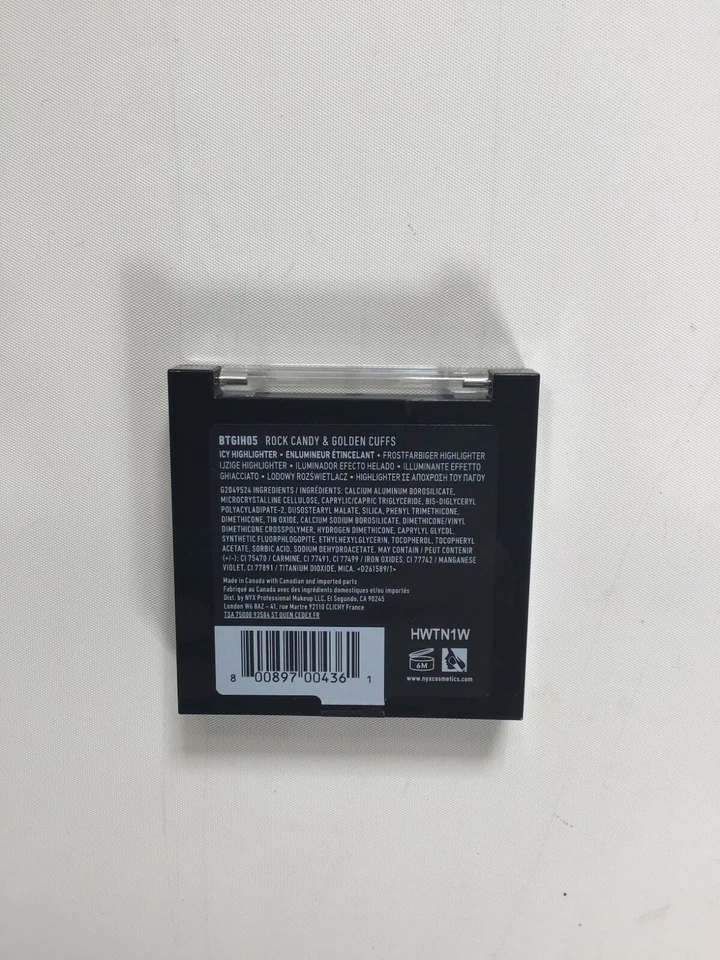 BTGIH05 ROCK CANDY & GOLDEN CUFFS
ICY HIGHLIGHTER • ENLUMINEUR ÉTINCELANT • FROSTFARBIGER HIGHLIGHTER
IJZIGE HIGHLIGHTER • ILUMINADOR EFECTO HELADO • ILLUMINANTE EFFETTO
GHIACCIATO • LODOWY ROZŚWIETLACZ • HIGHLIGHTER ΣΕ ΑΠΟΧΡΩΣΗ ΤΟΥ ΠΑΓΟΥ
G2049524 INGREDIENTS / INGRÉDIENTS: CALCIUM ALUMINUM BOROSILICATE,
MICROCRYSTALLINE CELLULOSE, CAPRYLIC/CAPRIC TRIGLYCERIDE, BIS-DIGLYCERYL
POLYACYLADIPATE-2, DIISOSTEARYL MALATE, SILICA, PHENYL TRIMETHICONE,
DIMETHICONE, TIN OXIDE, CALCIUM SODIUM BOROSILICATE, DIMETHICONE/VINYL
DIMETHICONE CROSSPOLYMER, HYDROGEN DIMETHICONE, CAPRYLYL GLYCOL,
SYNTHETIC FLUORPHLOGOPITE, ETHYLHEXYLGLYCERIN, TOCOPHEROL, TOCOPHERYL
ACETATE, SORBIC ACID, SODIUM DEHYDROACETATE. MAY CONTAIN / PEUT CONTENIR
(+/-): CI 75470 / CARMINE, CI 77491, CI 77499 / IRON OXIDES, CI 77742 / MANGANESE
VIOLET, CI 77891 / TITANIUM DIOXIDE, MICA. <D261589/1>
Made in Canada with Canadian and imported parts
Fabriqué au Canada avec des ingrédients domestiques et/ou importés
Dist. by NYX Professional Makeup LLC, El Segundo, CA 90245
London W6 8AZ - 41, rue Martre 92110 CLICHY France
TSA 75000 93584 ST OUEN CEDEX FR
HWTN1W
6M
www.nyxcosmetics.com
8 00897 00436 1